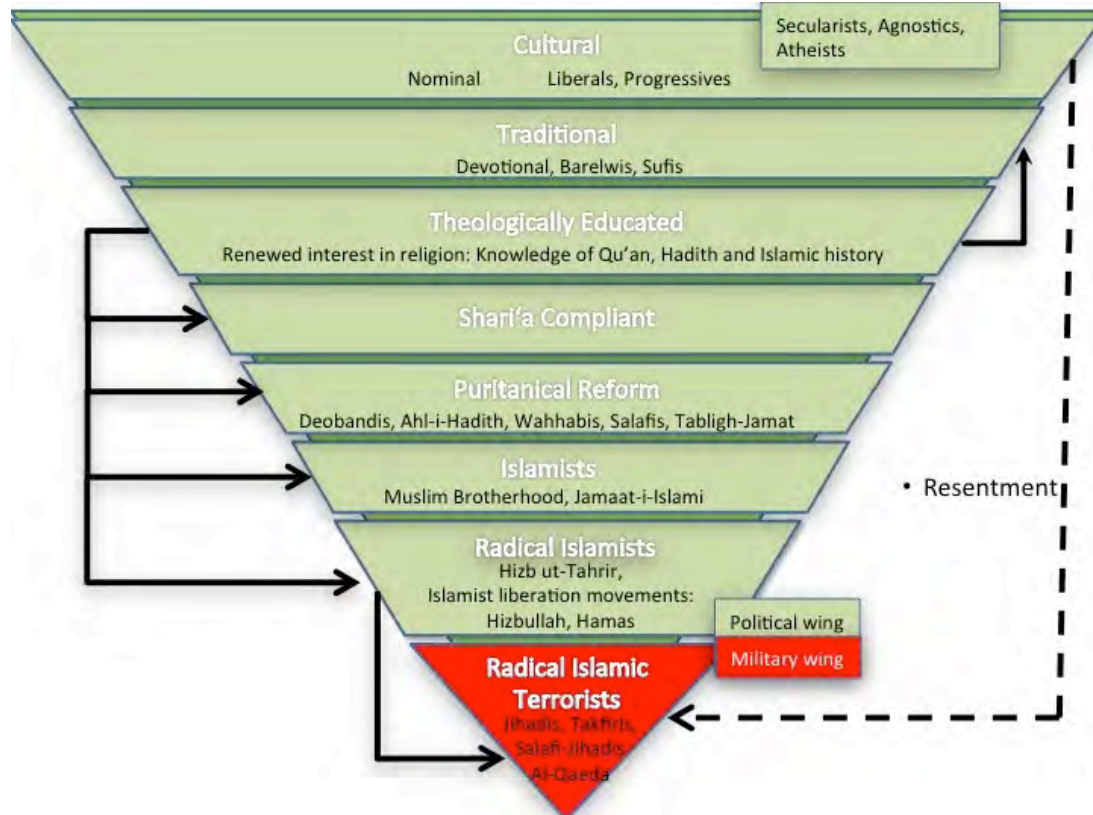 Secularists, Agnostics,
Atheists
Cultural
Nominal Liberals, Progressives
Traditional
Devotional, Barelwis, Sufis
Theologically Educated
Renewed interest in religion: Knowledge of Qu’an, Hadith and Islamic history
Shari’a Compliant
Puritanical Reform
Deobandis, Ahl-i-Hadith, Wahhabis, Salafis, Tabligh-Jamat
Islamists
Muslim Brotherhood, Jamaat-i-Islami
• Resentment
Radical Islamists
Hizb ut-Tahrir,
Islamist liberation movements:
Hizbullah, Hamas
Political wing
Military wing
Radical Islamic
Terrorists
Jihadis, Takfiris,
Salafi-Jihadis
Al-Qaeda